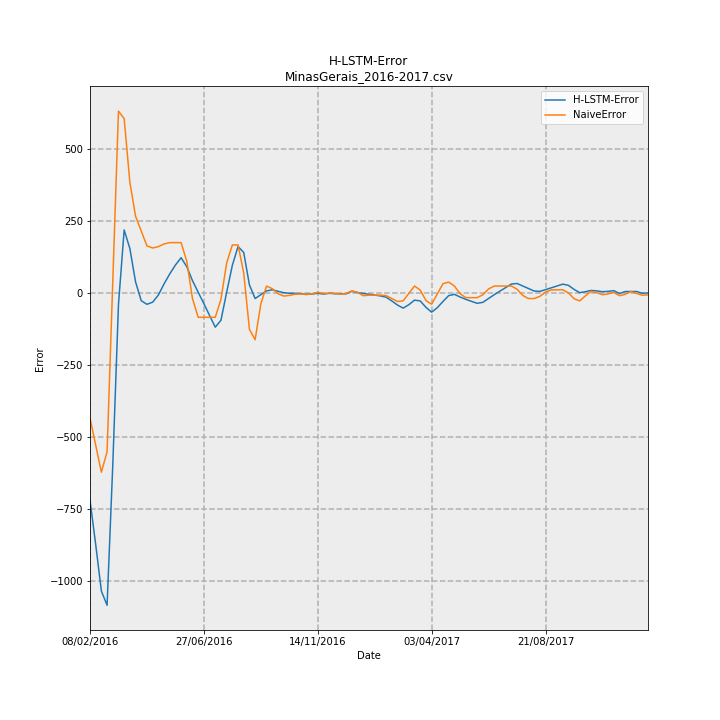 H-LSTM-Error
MinasGerais_2016-2017.csv
H-LSTM-Error
NaiveError
500
250
0
−250
−500
−750
−1000
Error
08/02/2016
27/06/2016
14/11/2016
03/04/2017
21/08/2017
Date